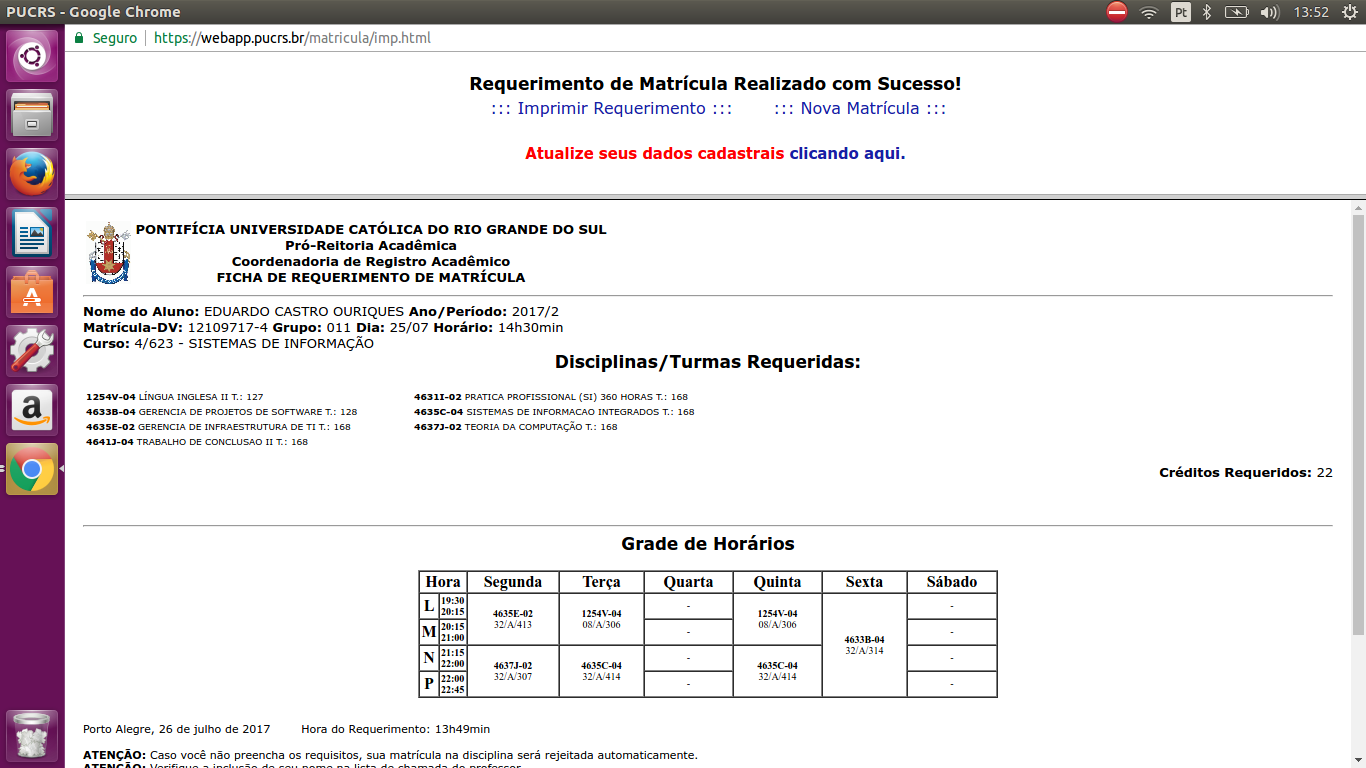 PUCRS - Google Chrome
Pt
13:52
Seguro
https://webapp.pucrs.br/matricula/imp.html
Requerimento de Matrícula Realizado com Sucesso!
::: Imprimir Requerimento ::: ::: Nova Matrícula :::
Atualize seus dados cadastrais clicando aqui.
PONTIFÍCIA UNIVERSIDADE CATÓLICA DO RIO GRANDE DO SUL
Pró-Reitoria Acadêmica
Coordenadoria de Registro Acadêmico
FICHA DE REQUERIMENTO DE MATRÍCULA
Nome do Aluno: EDUARDO CASTRO OURIQUES Ano/Período: 2017/2
Matrícula-DV: 12109717-4 Grupo: 011 Dia: 25/07 Horário: 14h30min
Curso: 4/623 - SISTEMAS DE INFORMAÇÃO
Disciplinas/Turmas Requeridas:
1254V-04 LÍNGUA INGLESA II T.: 127 4631I-02 PRATICA PROFISSIONAL (SI) 360 HORAS T.: 168
4633B-04 GERENCIA DE PROJETOS DE SOFTWARE T.: 128 4635C-04 SISTEMAS DE INFORMACAO INTEGRADOS T.: 168
4635E-02 GERENCIA DE INFRAESTRUTURA DE TI T.: 168 4637J-02 TEORIA DA COMPUTAÇÃO T.: 168
4641J-04 TRABALHO DE CONCLUSAO II T.: 168
Créditos Requeridos: 22
Grade de Horários
Hora Segunda Terça Quarta Quinta Sexta Sábado
L 19:30 20:15 4635E-02 32/A/413 1254V-04 08/A/306 - 1254V-04 08/A/306 4633B-04 32/A/314 -
M 20:15 21:00 - -
N 21:15 22:00 4637J-02 32/A/307 4635C-04 32/A/414 - 4635C-04 32/A/414 -
P 22:00 22:45 - -
Porto Alegre, 26 de julho de 2017 Hora do Requerimento: 13h49min
ATENÇÃO: Caso você não preencha os requisitos, sua matrícula na disciplina será rejeitada automaticamente.
ATENÇÃO: Verifique a inclusão do seu nome na lista de chamada do professor.